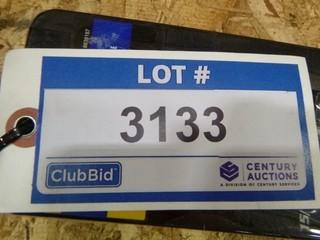 LOT #
3133
ClubBid
CENTURY
AUCTIONS
A DIVISION OF CENTURY SERVICES